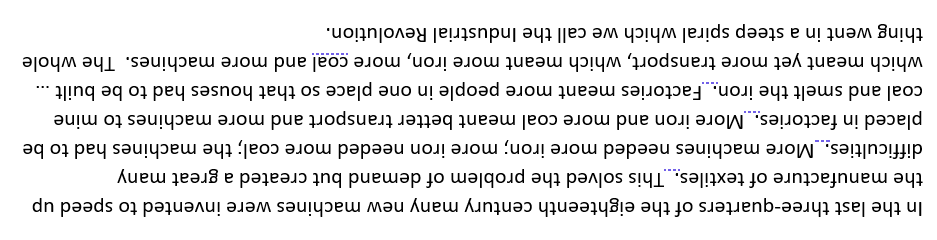 In the last three-quarters of the eighteenth century many new machines were invented to speed up
the manufacture of textiles.  This solved the problem of demand but created a great many
difficulties.  More machines needed more iron; more iron needed more coal; the machines had to be
placed in factories.  More iron and more coal meant better transport and more machines to mine
coal and smelt the iron.  Factories meant more people in one place so that houses had to be built ...
which meant yet more transport, which meant more iron, more coal and more machines.  The whole
thing went in a steep spiral which we call the Industrial Revolution.